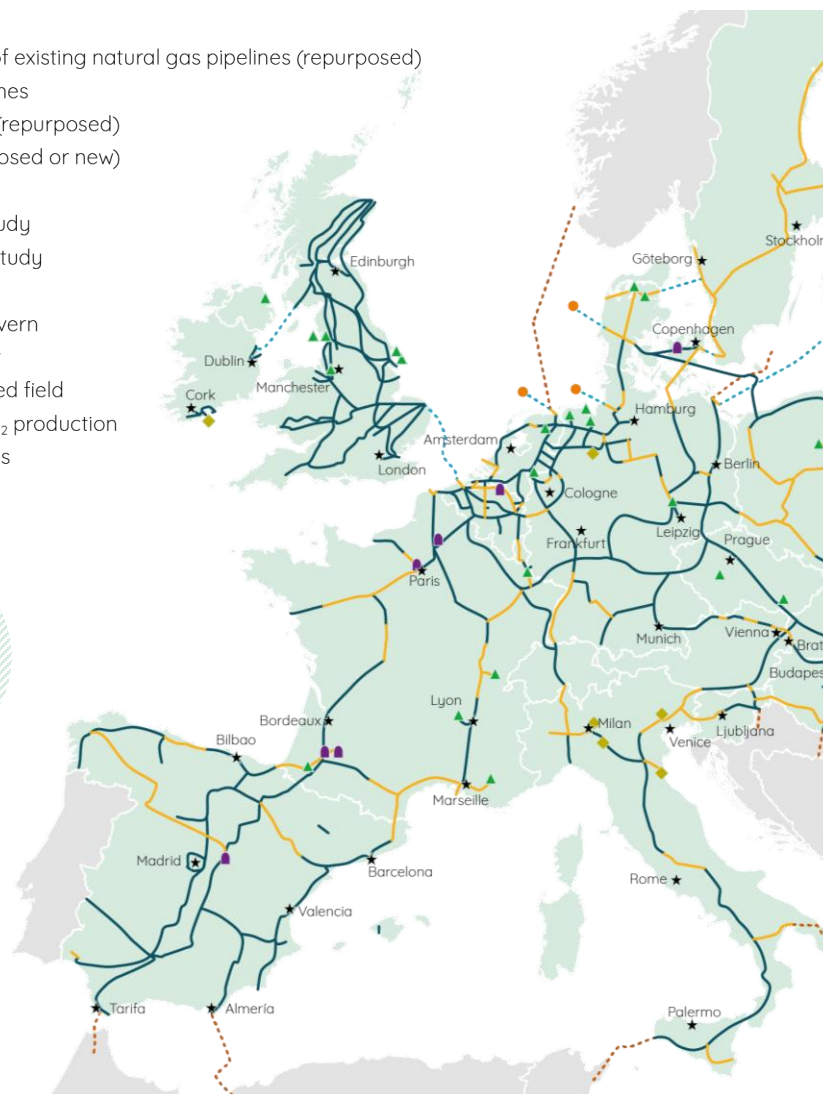 of existing natural gas pipelines (repurposed)
nes
(repurposed)
osed or new)
udy
tudy
Edinburgh
Stockholm
Göteborg
vern
Copenhagen
Dublin
ed field
Cork
Manchester
₂ production
Hamburg
Amsterdam
s
London
Berlin
Cologne
Leipzig
Frankfurt
Prague
Paris
Munich
Vienna
Brat
Budapes
Lyon
Bordeaux
Milan
Ljubljana
Bilbao
Venice
Marseille
Madrid
Barcelona
Rome
Valencia
Tarifa
Almería
Palermo